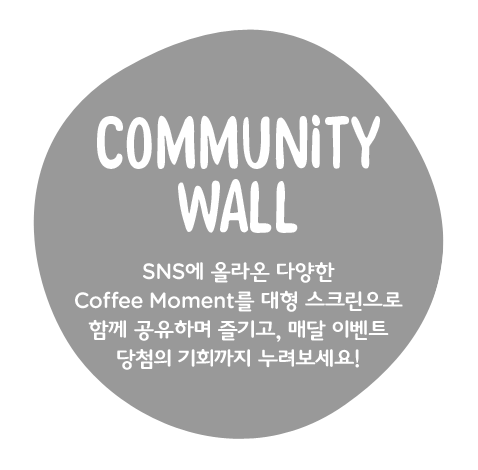 COMMUNiTY
WALL
SNS에 올라온 다양한
Coffee Moment를 대형 스크린으로
함께 공유하며 즐기고, 매달 이벤트
당첨의 기회까지 누려보세요!